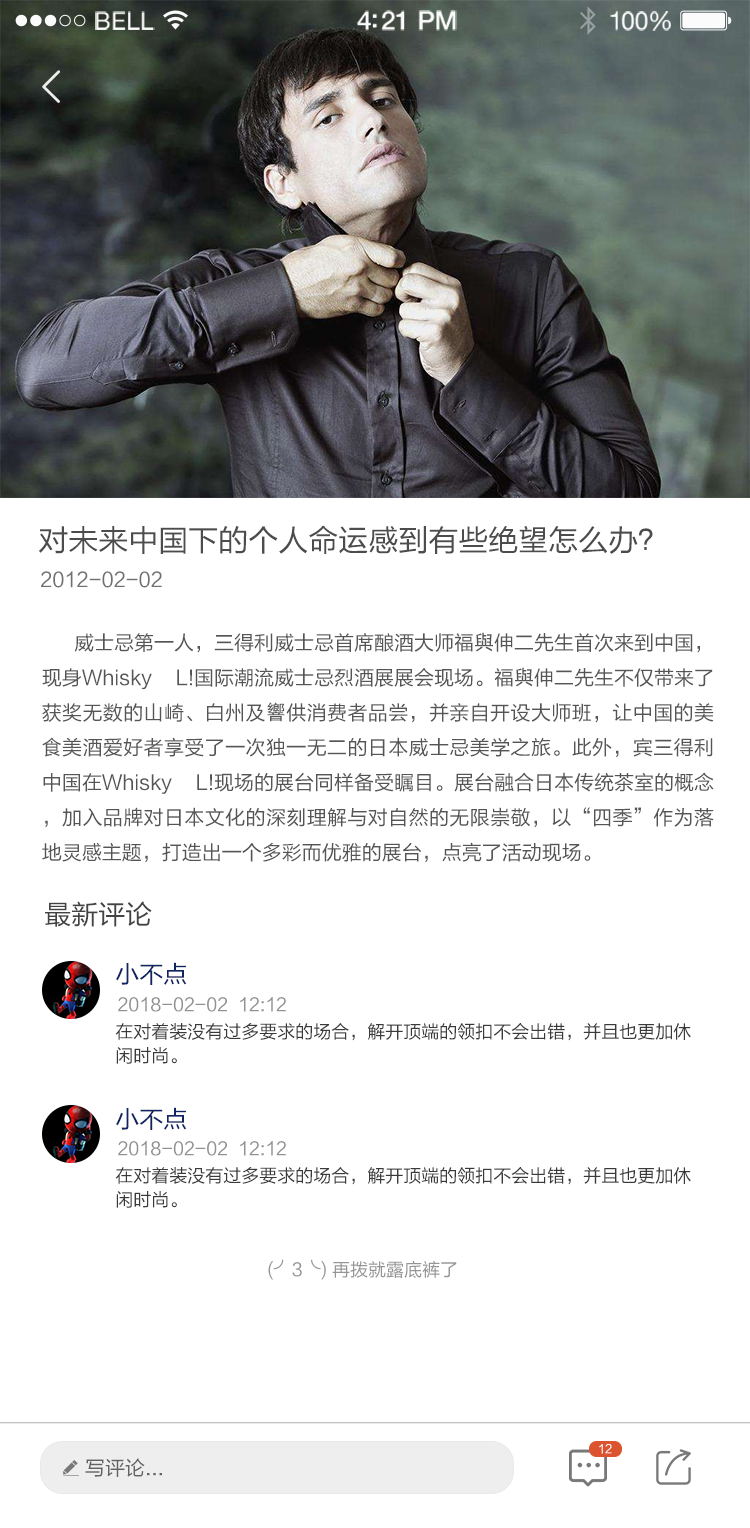 BELL 4:21 PM 100%
对未来中国下的个人命运感到有些绝望怎么办?
2012-02-02
威士忌第一人，三得利威士忌首席酿酒大师福與伸二先生首次来到中国，
现身Whisky L!国际潮流威士忌烈酒展展会现场。福與伸二先生不仅带来了
获奖无数的山崎、白州及響供消费者品尝，并亲自开设大师班，让中国的美
食美酒爱好者享受了一次独一无二的日本威士忌美学之旅。此外，宾三得利
中国在Whisky L!现场的展台同样备受瞩目。展台融合日本传统茶室的概念
，加入品牌对日本文化的深刻理解与对自然的无限崇敬，以“四季”作为落
地灵感主题，打造出一个多彩而优雅的展台，点亮了活动现场。
最新评论
小不点
2018-02-02 12:12
在对着装没有过多要求的场合，解开顶端的领扣不会出错，并且也更加休
闲时尚。
小不点
2018-02-02 12:12
在对着装没有过多要求的场合，解开顶端的领扣不会出错，并且也更加休
闲时尚。
(╯3╰) 再拨就露底裤了
写评论... 12